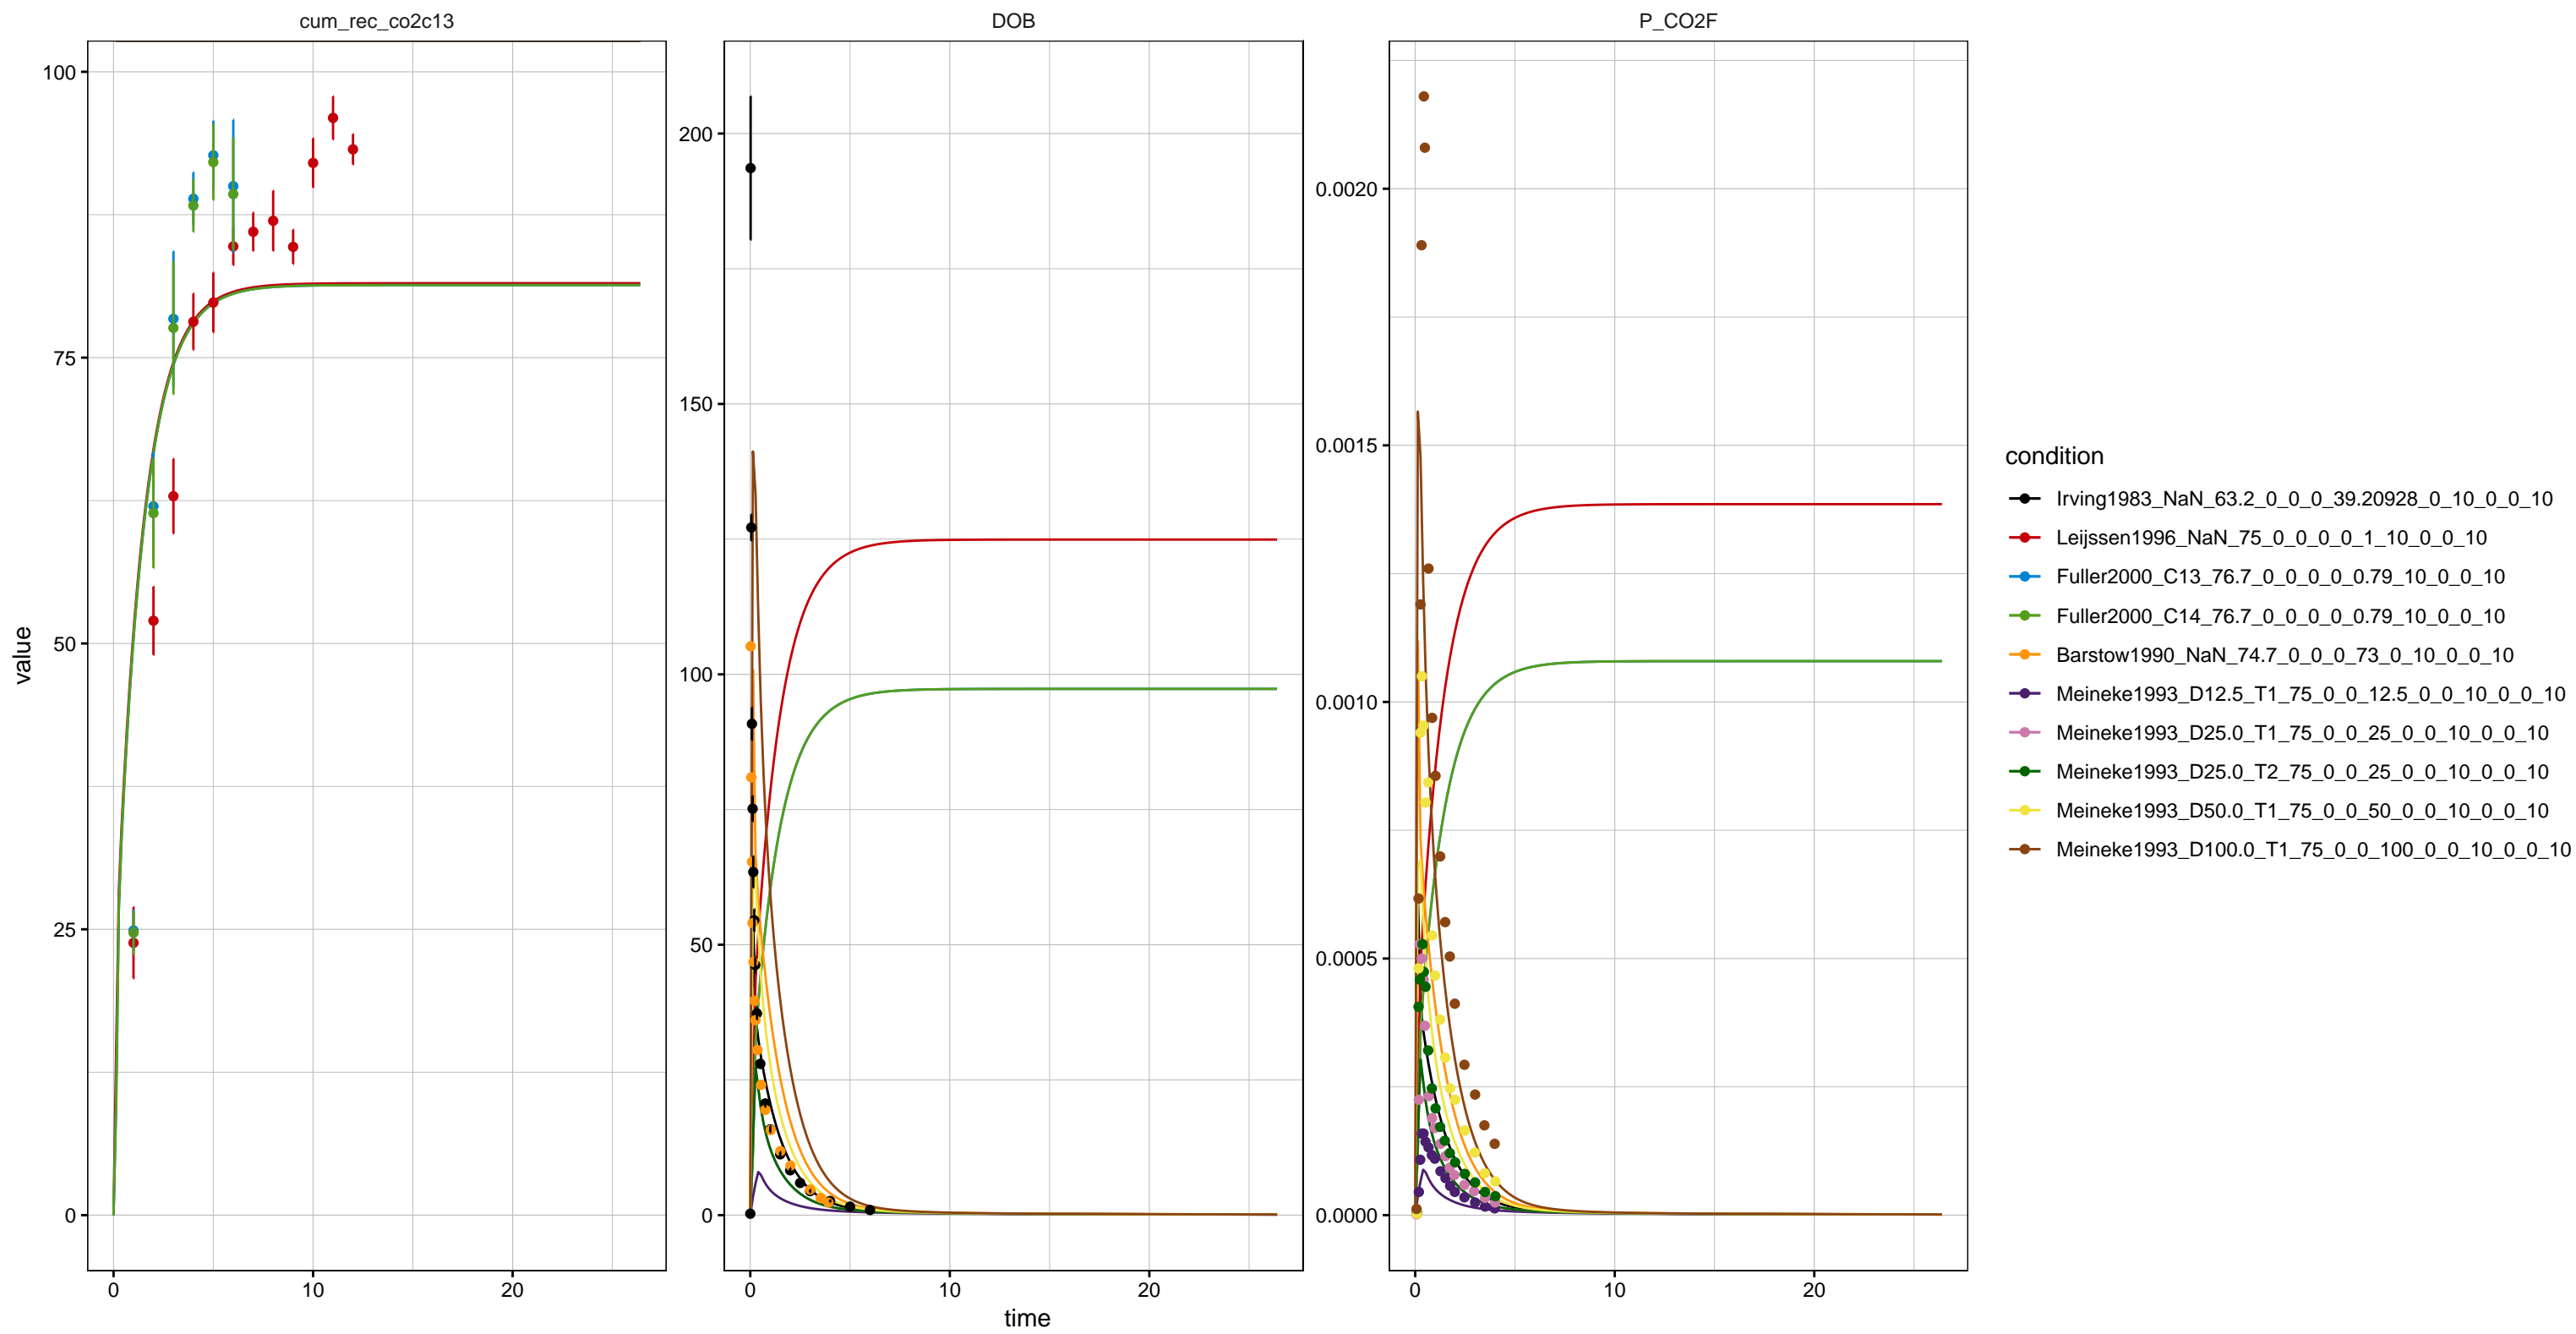 cum_rec_co2c13
DOB
P_CO2F
value
100
75
50
25
0
200
150
100
50
0
0.0020
0.0015
0.0010
0.0005
0.0000
0 10 20
0 10 20
0 10 20
time
condition
Irving1983_NaN_63.2_0_0_0_39.20928_0_10_0_0_10
Leijssen1996_NaN_75_0_0_0_0_1_10_0_0_10
Fuller2000_C13_76.7_0_0_0_0_0.79_10_0_0_10
Fuller2000_C14_76.7_0_0_0_0_0.79_10_0_0_10
Barstow1990_NaN_74.7_0_0_0_73_0_10_0_0_10
Meineke1993_D12.5_T1_75_0_0_12.5_0_0_10_0_0_10
Meineke1993_D25.0_T1_75_0_0_25_0_0_10_0_0_10
Meineke1993_D25.0_T2_75_0_0_25_0_0_10_0_0_10
Meineke1993_D50.0_T1_75_0_0_50_0_0_10_0_0_10
Meineke1993_D100.0_T1_75_0_0_100_0_0_10_0_0_10